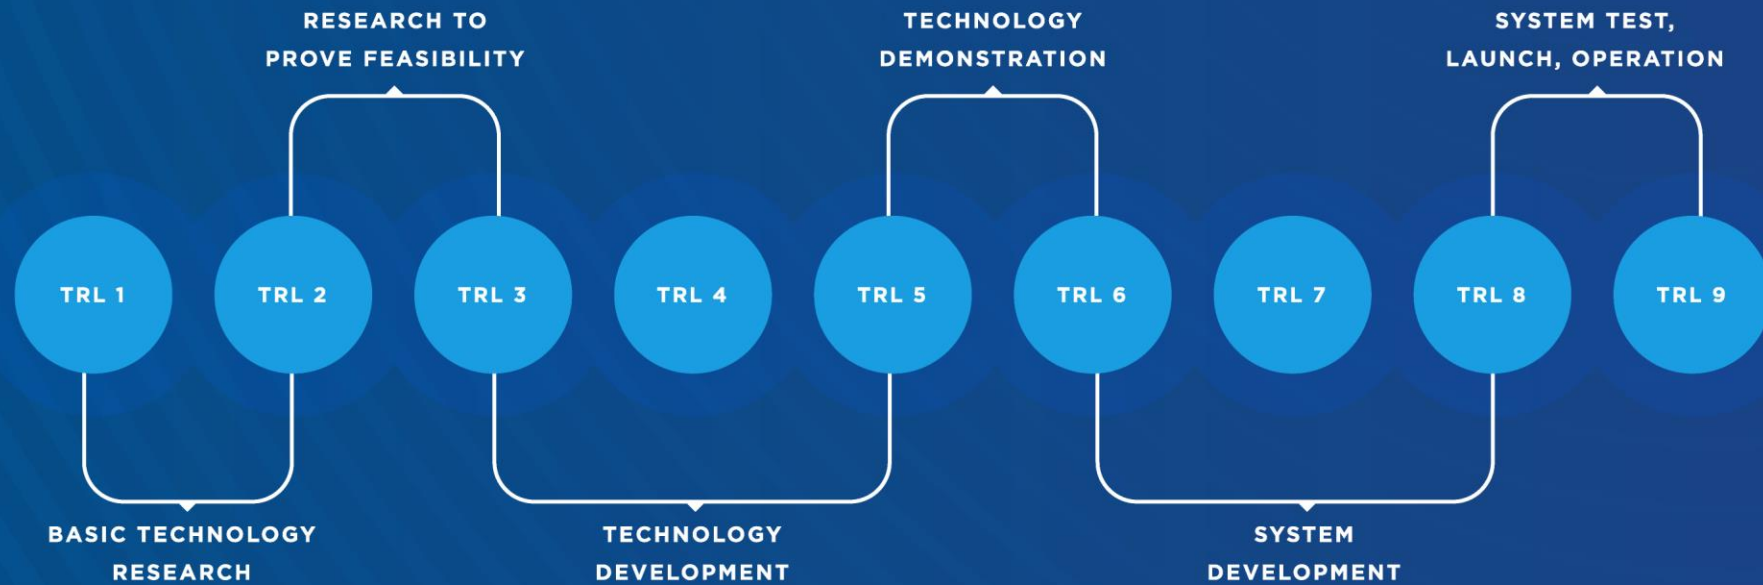 RESEARCH TO
PROVE FEASIBILITY
TECHNOLOGY
DEMONSTRATION
SYSTEM TEST,
LAUNCH, OPERATION
TRL 1
TRL 2
TRL 3
TRL 4
TRL 5
TRL 6
TRL 7
TRL 8
TRL 9
BASIC TECHNOLOGY
RESEARCH
TECHNOLOGY
DEVELOPMENT
SYSTEM
DEVELOPMENT